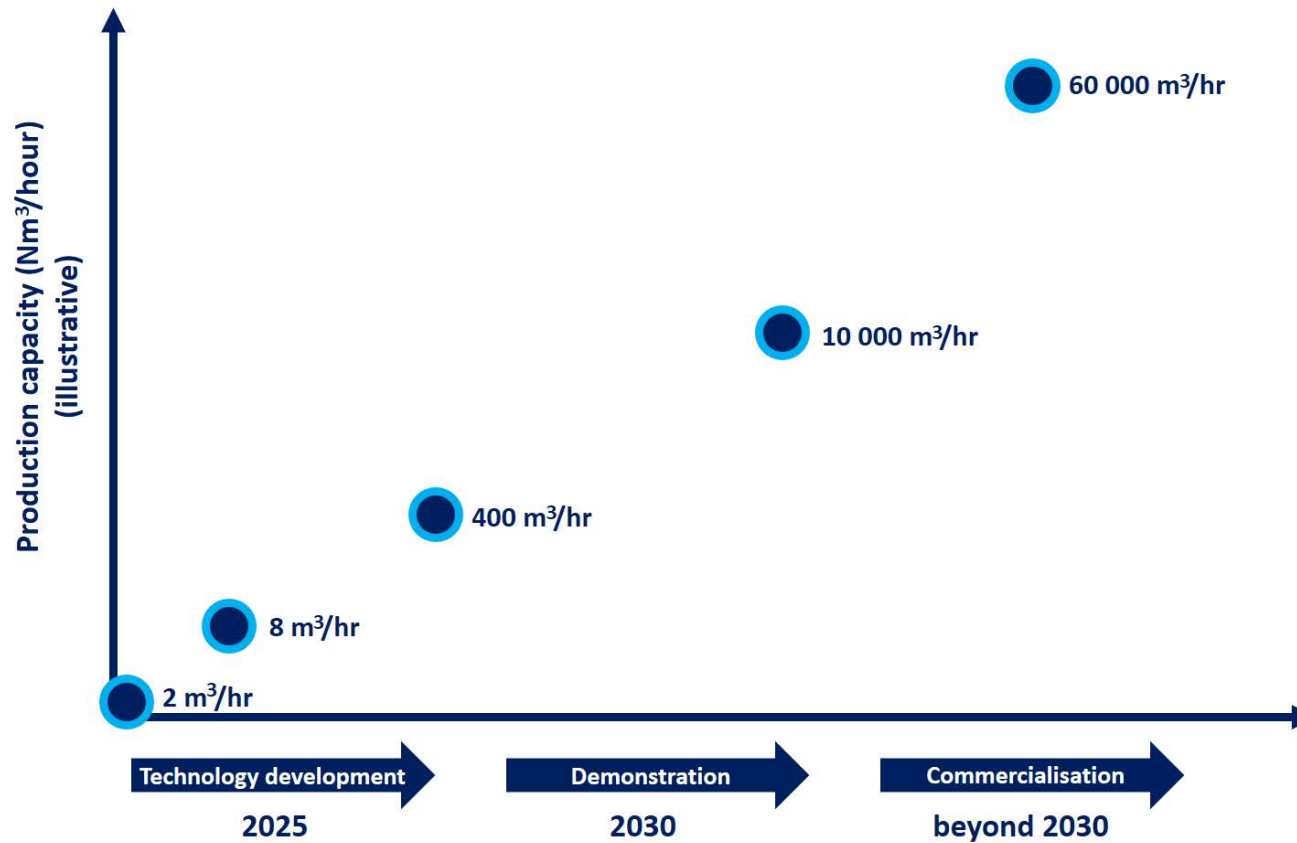 Production capacity (Nm³/hour)
(illustrative)
60 000 m³/hr
10 000 m³/hr
400 m³/hr
8 m³/hr
2 m³/hr
Technology development
Demonstration
Commercialisation
2025
2030
beyond 2030